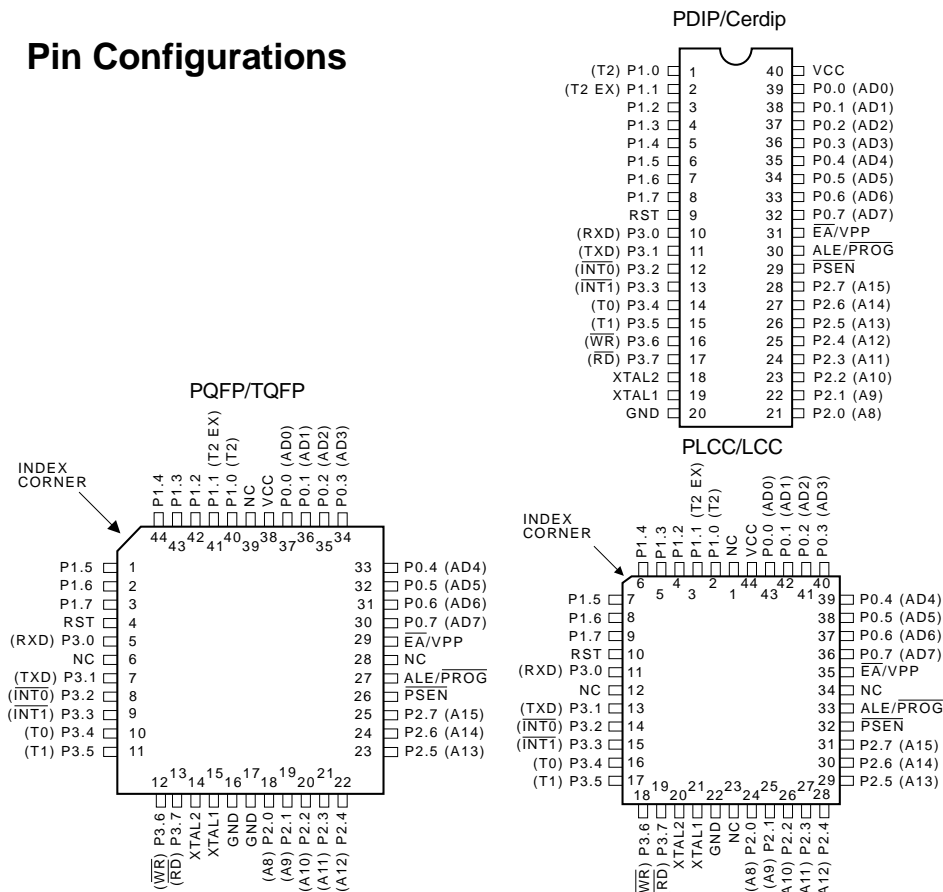 Pin Configurations
PDIP/Cerdip
(T2) P1.0 1 40 VCC
(T2 EX) P1.1 2 39 P0.0 (AD0)
P1.2 3 38 P0.1 (AD1)
P1.3 4 37 P0.2 (AD2)
P1.4 5 36 P0.3 (AD3)
P1.5 6 35 P0.4 (AD4)
P1.6 7 34 P0.5 (AD5)
P1.7 8 33 P0.6 (AD6)
RST 9 32 P0.7 (AD7)
(RXD) P3.0 10 31 EA/VPP
(TXD) P3.1 11 30 ALE/PROG
(INT0) P3.2 12 29 PSEN
(INT1) P3.3 13 28 P2.7 (A15)
(T0) P3.4 14 27 P2.6 (A14)
(T1) P3.5 15 26 P2.5 (A13)
(WR) P3.6 16 25 P2.4 (A12)
(RD) P3.7 17 24 P2.3 (A11)
XTAL2 18 23 P2.2 (A10)
XTAL1 19 22 P2.1 (A9)
GND 20 21 P2.0 (A8)
PQFP/TQFP
INDEX
CORNER
P1.4
P1.3
P1.2
P1.1 (T2 EX)
P1.0 (T2)
NC
VCC
P0.0 (AD0)
P0.1 (AD1)
P0.2 (AD2)
P0.3 (AD3)
44 43 42 41 40 39 38 37 36 35 34
P1.5 1 33 P0.4 (AD4)
P1.6 2 32 P0.5 (AD5)
P1.7 3 31 P0.6 (AD6)
RST 4 30 P0.7 (AD7)
(RXD) P3.0 5 29 EA/VPP
NC 6 28 NC
(TXD) P3.1 7 27 ALE/PROG
(INT0) P3.2 8 26 PSEN
(INT1) P3.3 9 25 P2.7 (A15)
(T0) P3.4 10 24 P2.6 (A14)
(T1) P3.5 11 23 P2.5 (A13)
12 13 14 15 16 17 18 19 20 21 22
(WR) P3.6
(RD) P3.7
XTAL2
XTAL1
GND
GND
(A8) P2.0
(A9) P2.1
(A10) P2.2
(A11) P2.3
(A12) P2.4
PLCC/LCC
INDEX
CORNER
P1.4
P1.3
P1.2
P1.1 (T2 EX)
P1.0 (T2)
NC
VCC
P0.0 (AD0)
P0.1 (AD1)
P0.2 (AD2)
P0.3 (AD3)
6 5 4 3 2 1 44 43 42 41 40
P1.5 7 39 P0.4 (AD4)
P1.6 8 38 P0.5 (AD5)
P1.7 9 37 P0.6 (AD6)
RST 10 36 P0.7 (AD7)
(RXD) P3.0 11 35 EA/VPP
NC 12 34 NC
(TXD) P3.1 13 33 ALE/PROG
(INT0) P3.2 14 32 PSEN
(INT1) P3.3 15 31 P2.7 (A15)
(T0) P3.4 16 30 P2.6 (A14)
(T1) P3.5 17 29 P2.5 (A13)
18 19 20 21 22 23 24 25 26 27 28
WR) P3.6
RD) P3.7
XTAL2
XTAL1
GND
NC
(A8) P2.0
(A9) P2.1
A10) P2.2
A11) P2.3
A12) P2.4